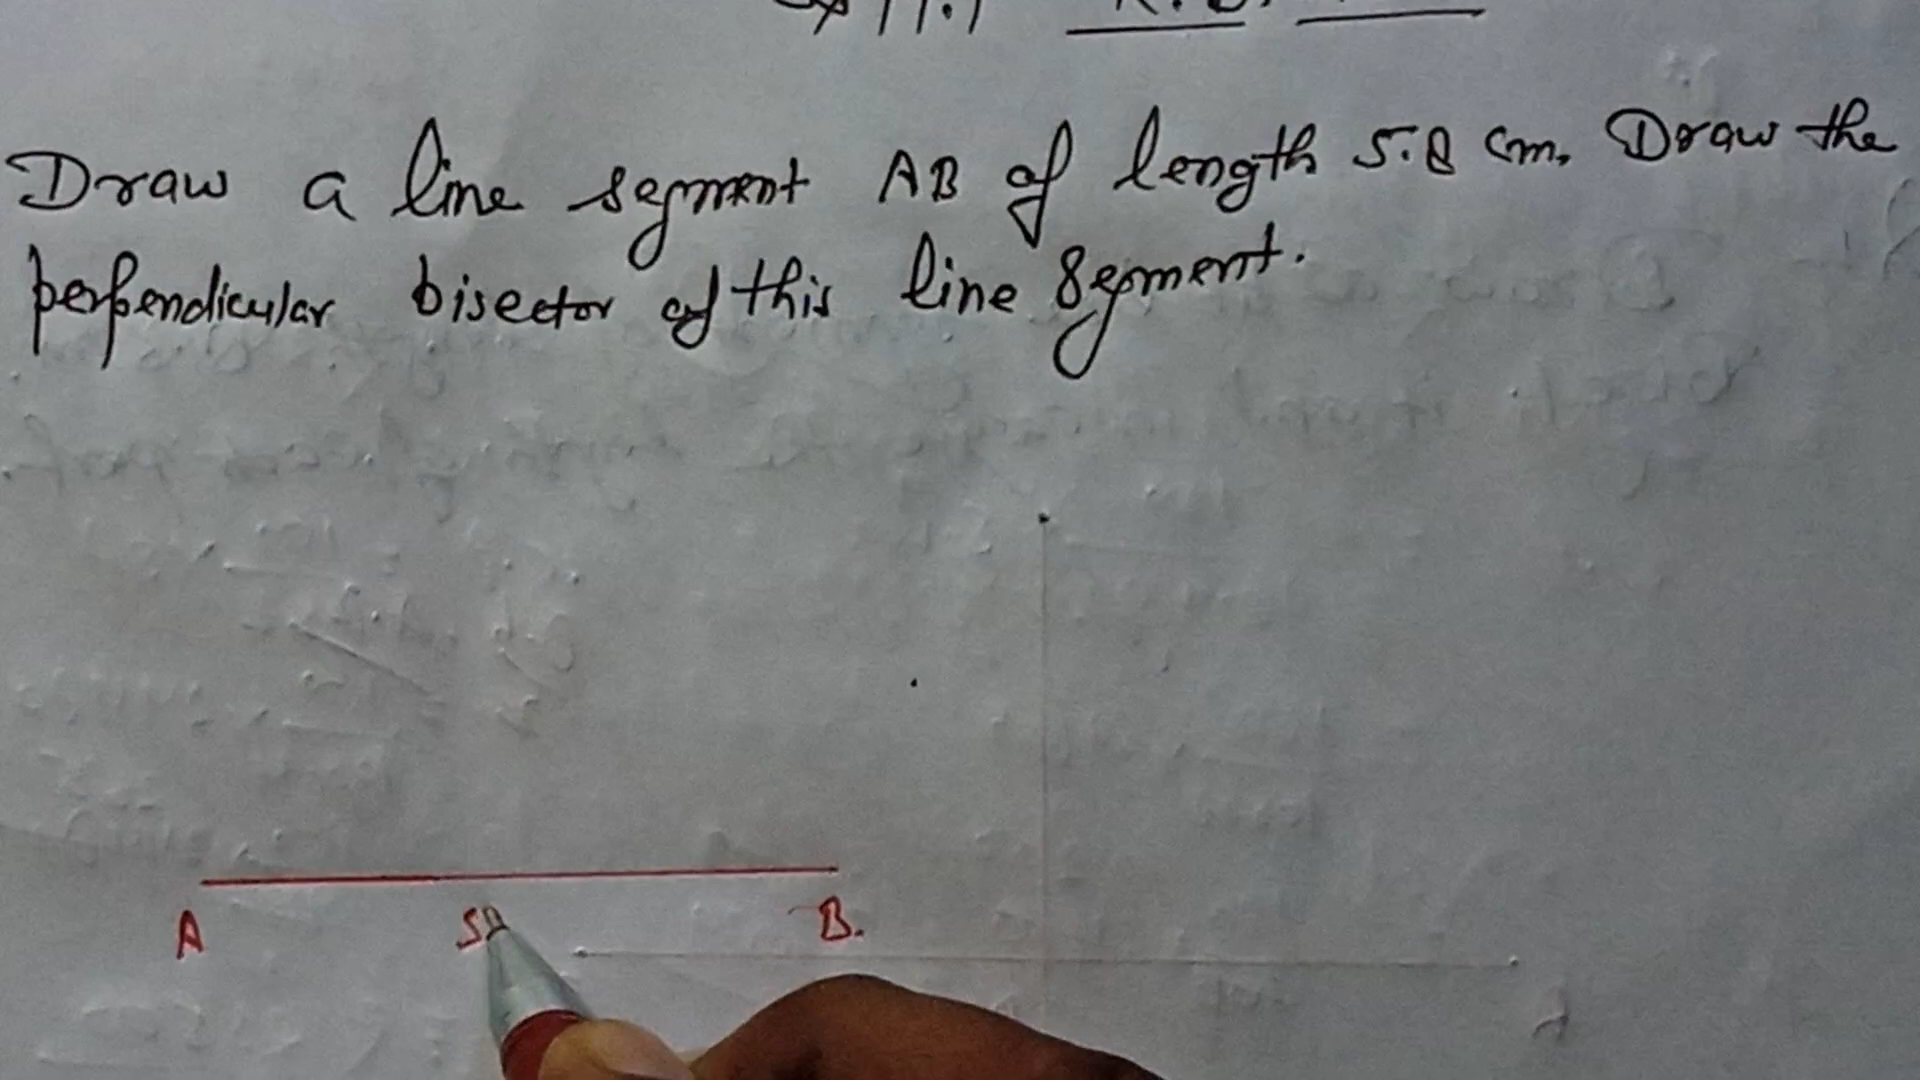 Draw a line segment AB of length 5.8 cm. Draw the
perpendicular bisector of this line segment.
A B.